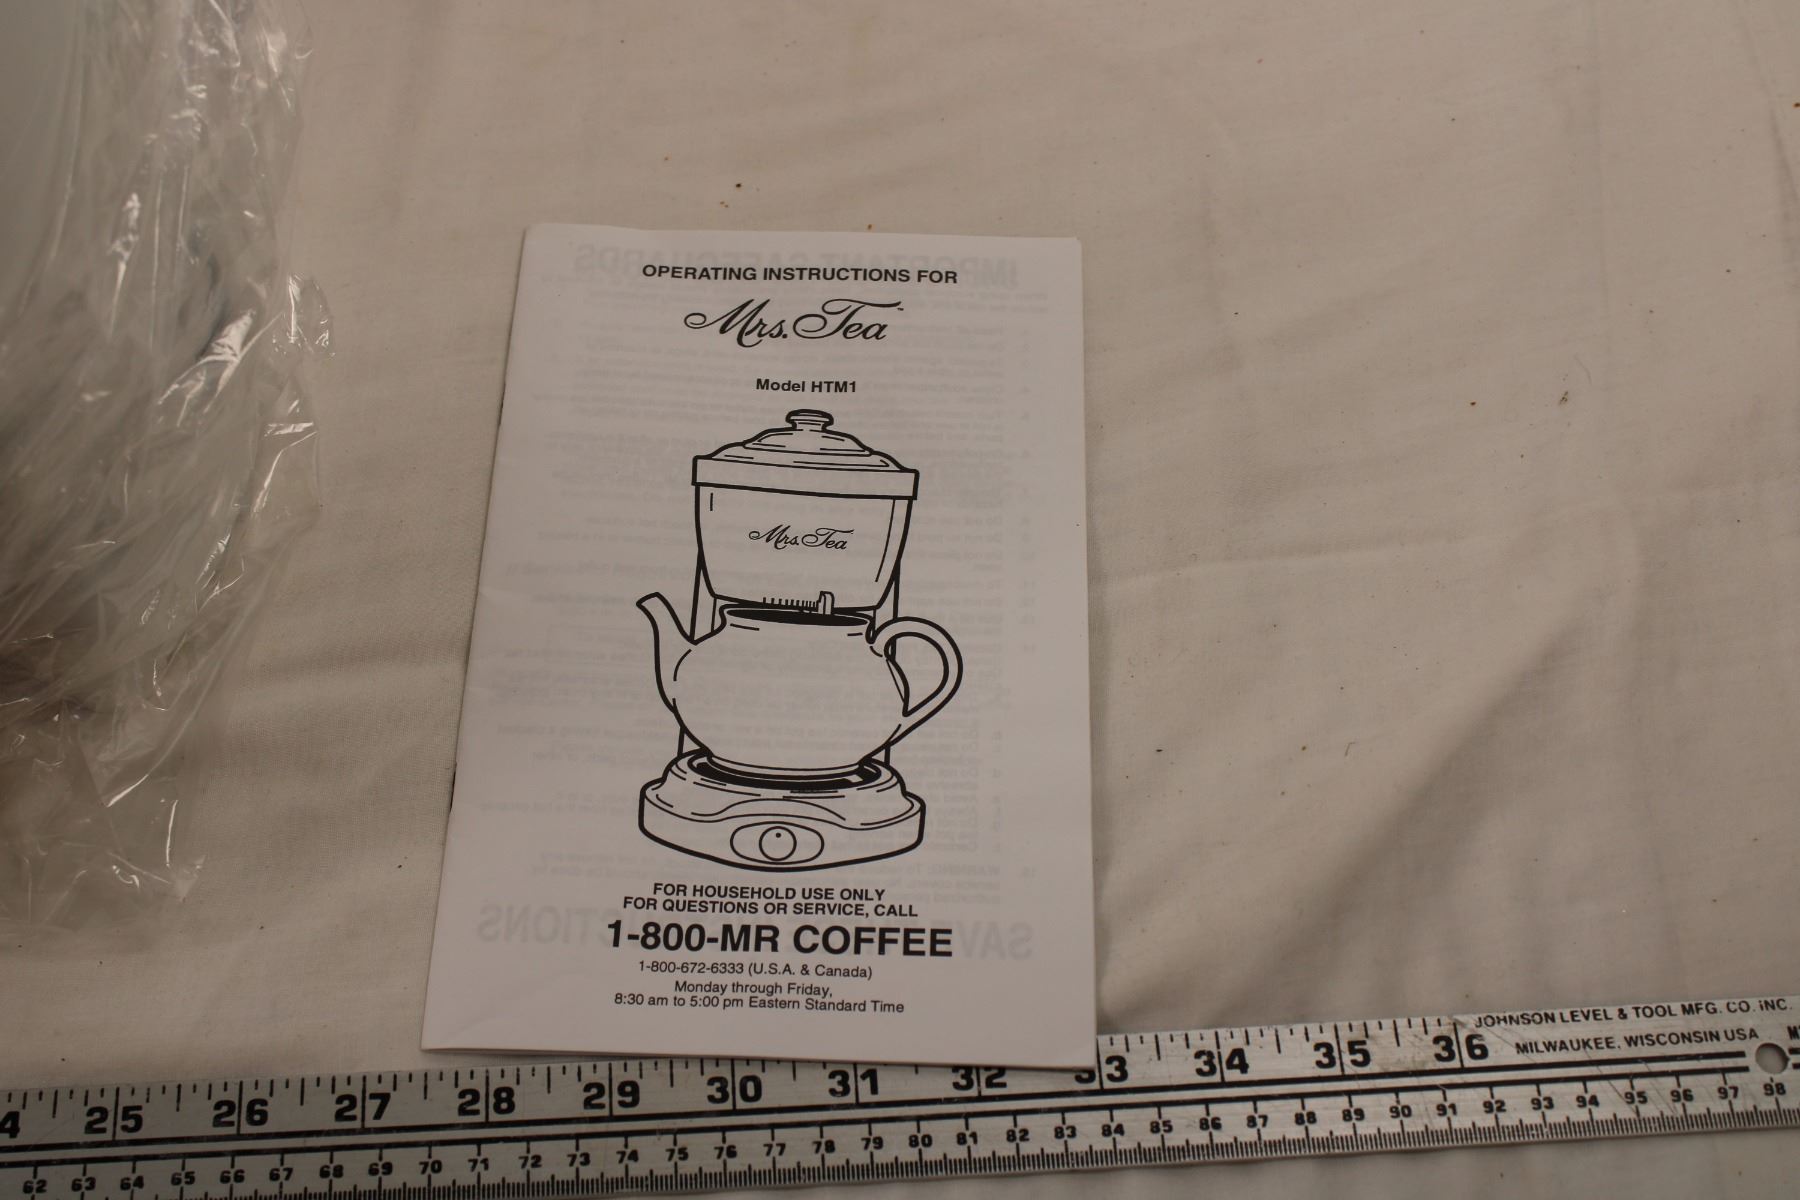 OPERATING INSTRUCTIONS FOR
Mrs. Tea™
Model HTM1
Mrs. Tea
FOR HOUSEHOLD USE ONLY
FOR QUESTIONS OR SERVICE, CALL
1-800-MR COFFEE
1-800-672-6333 (U.S.A. & Canada)
Monday through Friday,
8:30 am to 5:00 pm Eastern Standard Time
JOHNSON LEVEL & TOOL MFG. CO. INC.
MILWAUKEE, WISCONSIN USA
4 25 26 27 28 29 30 31 32 33 34 35 36
62 63 64 65 66 67 68 69 70 71 72 73 74 75 76 77 78 79 80 81 82 83 84 85 86 87 88 89 90 91 92 93 94 95 96 97 98